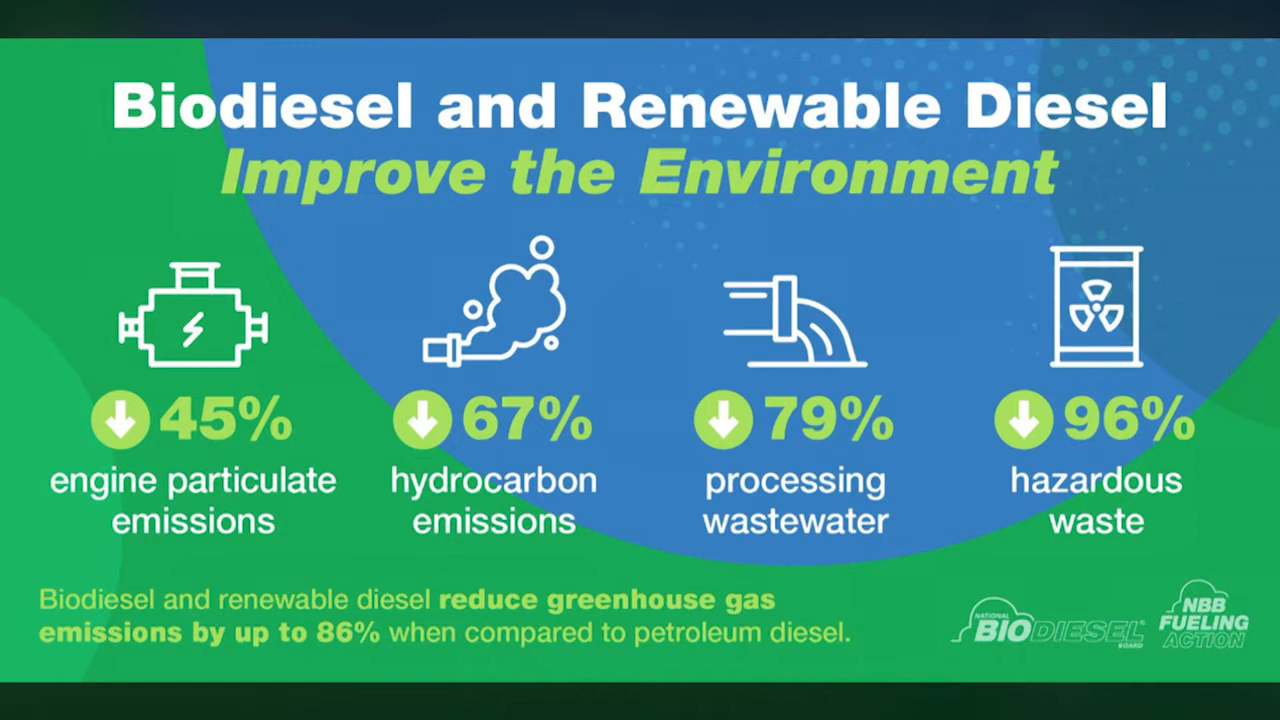 Biodiesel and Renewable Diesel
Improve the Environment
45%
engine particulate
emissions
67%
hydrocarbon
emissions
79%
processing
wastewater
96%
hazardous
waste
Biodiesel and renewable diesel reduce greenhouse gas
emissions by up to 86% when compared to petroleum diesel.
NATIONAL
BIODIESEL®
BOARD
NBB
FUELING
ACTION